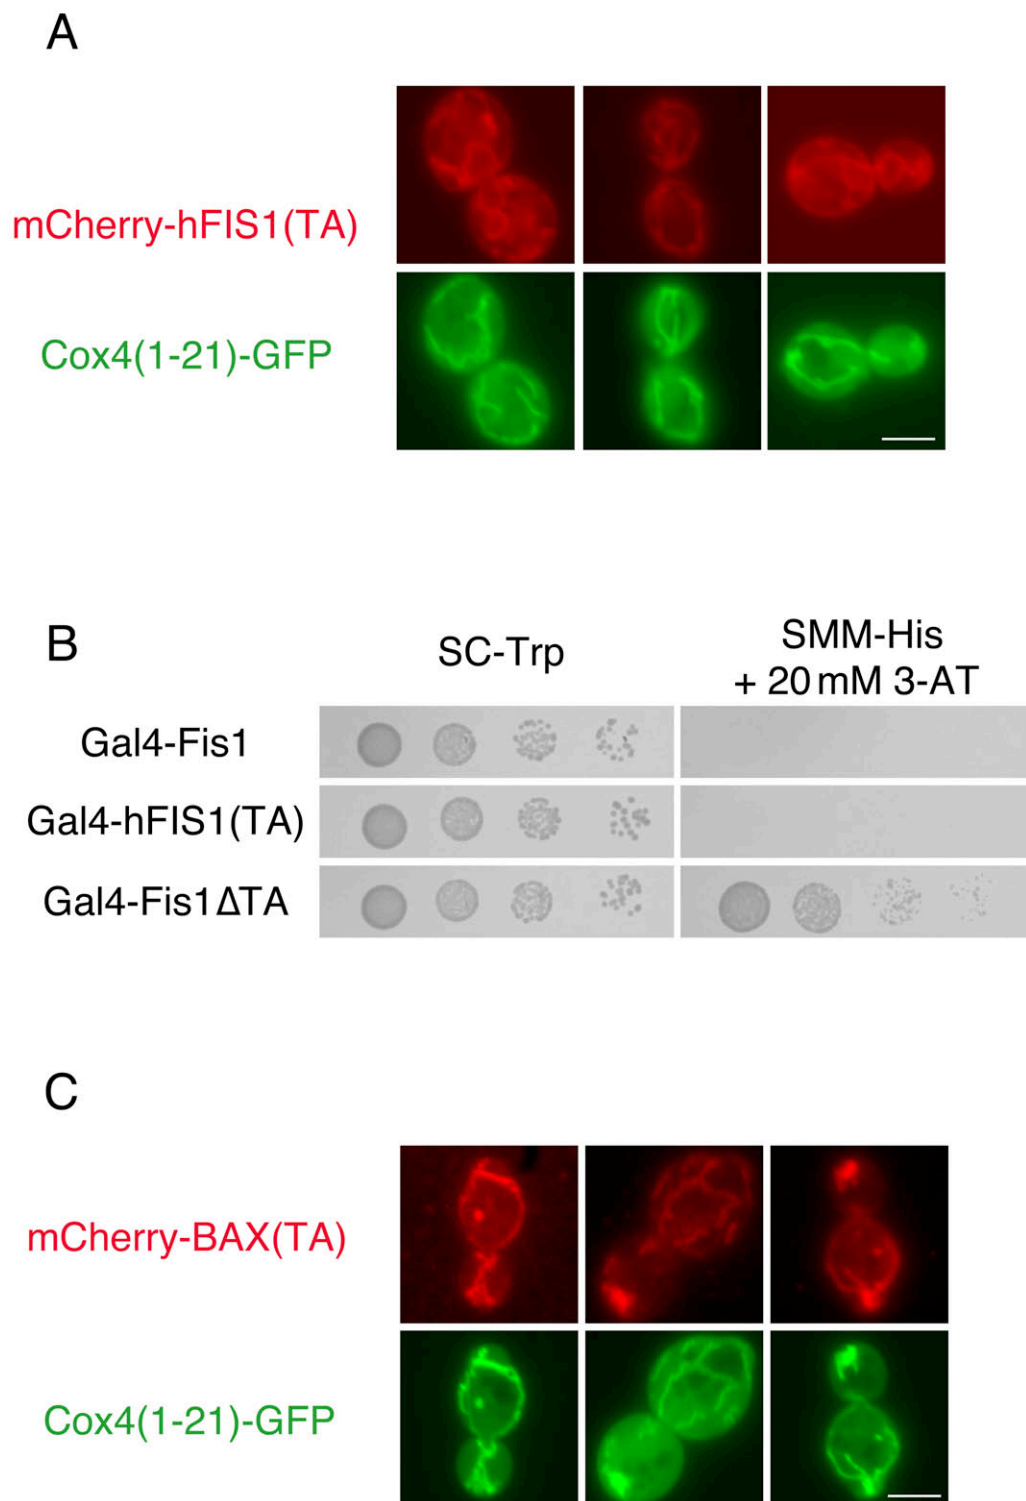 A
mCherry-hFIS1(TA)
Cox4(1-21)-GFP
B
SC-Trp
SMM-His
+ 20 mM 3-AT
Gal4-Fis1
Gal4-hFIS1(TA)
Gal4-Fis1ΔTA
C
mCherry-BAX(TA)
Cox4(1-21)-GFP